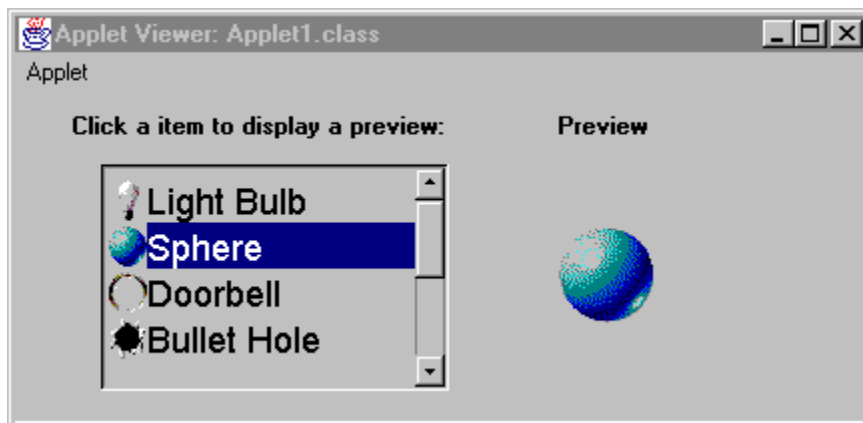 Applet Viewer: Applet1.class
Applet
Click a item to display a preview:
Preview
Light Bulb
Sphere
Doorbell
Bullet Hole